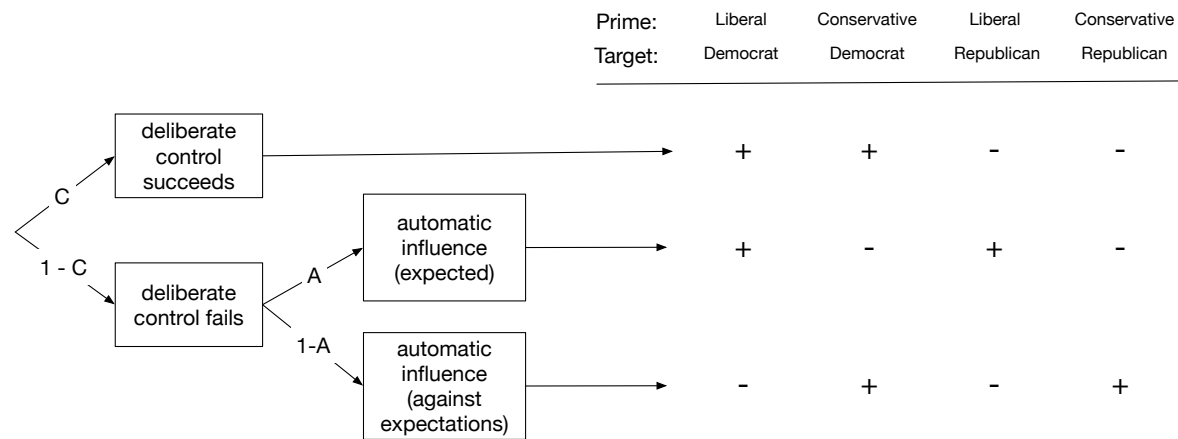 Prime: Liberal Conservative Liberal Conservative
Target: Democrat Democrat Republican Republican
deliberate
control
succeeds
+ + - -
C
automatic
influence
(expected)
+ - + -
1 - C
A
deliberate
control fails
1-A
automatic
influence
(against
expectations)
- + - +